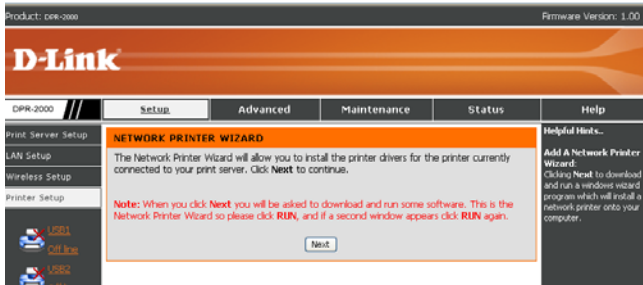 Product: DPR-2000
Firmware Version: 1.00
D-Link
DPR-2000
Setup
Advanced
Maintenance
Status
Help
Print Server Setup
LAN Setup
Wireless Setup
Printer Setup
USB1
Off line
USB2
NETWORK PRINTER WIZARD
The Network Printer Wizard will allow you to install the printer drivers for the printer currently
connected to your print server. Click Next to continue.
Note: When you click Next you will be asked to
download and run some software. This is the
Network Printer Wizard so please click RUN, and if a second window appears click RUN again.
Next
Helpful Hints..
Add A Network Printer
Wizard:
Clicking Next to download
and run a windows wizard
program which will install a
network printer onto your
computer.